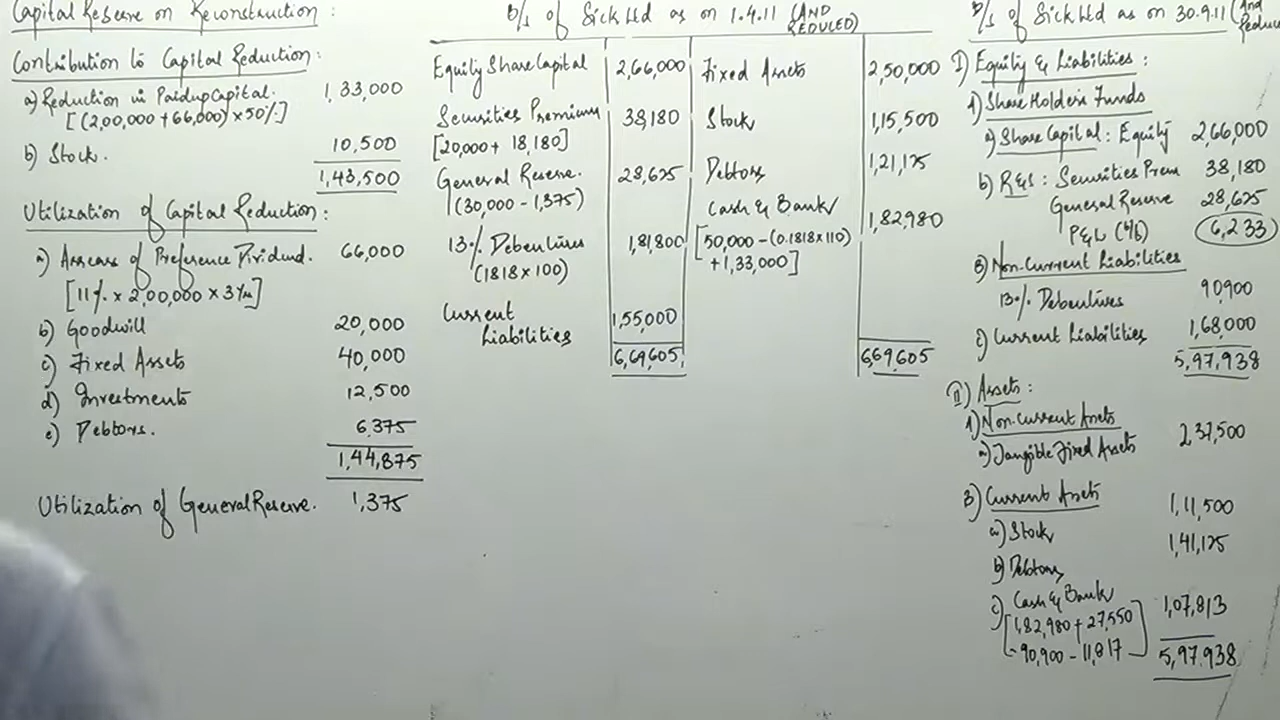 Capital Reserve on Reconstruction:
Contribution to Capital Reduction:
a) Reduction in Paidup Capital. 1,33,000
[(2,00,000 + 66,000) x 50%]
b) Stock. 10,500
1,43,500
Utilization of Capital Reduction:
a) Arrears of Preference Dividend. 66,000
[11% x 2,00,000 x 3 Yrs]
b) Goodwill 20,000
c) Fixed Assets 40,000
d) Investments 12,500
e) Debtors. 6,375
1,44,875
Utilization of General Reserve. 1,375
B/S of Sick Ltd as on 1.4.11 (AND REDUCED)
Equity Share Capital 2,66,000 Fixed Assets 2,50,000
Securities Premium 38,180 Stock 1,15,500
[20,000 + 18,180]
General Reserve. 28,625 Debtors 1,21,125
(30,000 - 1,375) Cash & Bank 1,82,980
13% Debentures 1,81,800 [50,000 - (0.1818 x 110)
(1818 x 100) + 1,33,000]
Current
Liabilities 1,55,000
6,69,605 6,69,605
B/S of Sick Ltd as on 30.9.11 (And Reduc
I) Equity & Liabilities:
1) Share Holders Funds
a) Share Capital: Equity 2,66,000
b) R&S: Securities Prem 38,180
General Reserve 28,625
P&L (b/f) 6,233
B) Non-Current Liabilities
13% Debentures 90,900
c) Current Liabilities 1,68,000
5,97,938
II) Assets:
1) Non-Current Assets
a) Tangible Fixed Assets 2,37,500
B) Current Assets
a) Stock 1,11,500
b) Debtors 1,41,125
c) Cash & Bank 1,07,813
[1,82,980 + 27,550
- 90,900 - 11,817]
5,97,938